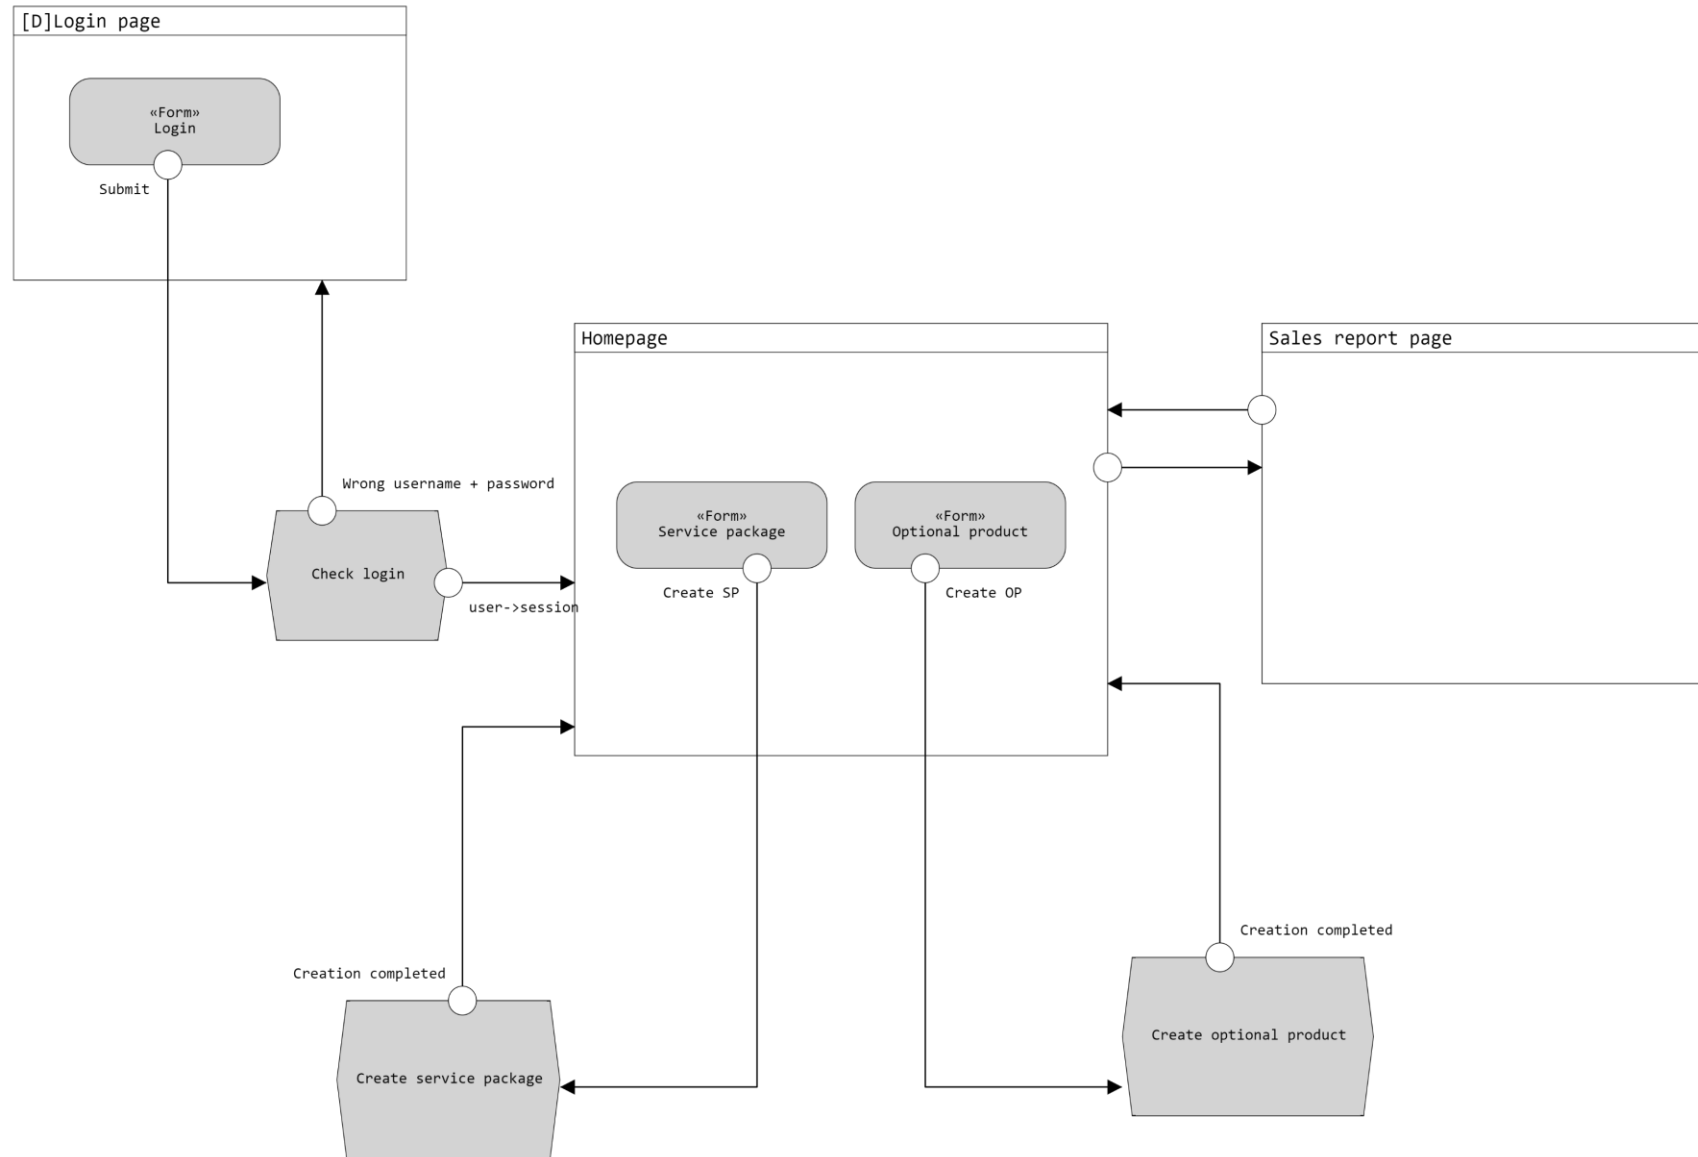 [D]Login page
«Form»
Login
Submit
Homepage
Sales report page
Wrong username + password
«Form»
Service package
«Form»
Optional product
Check login
Create SP
Create OP
user->session
Creation completed
Creation completed
Create optional product
Create service package